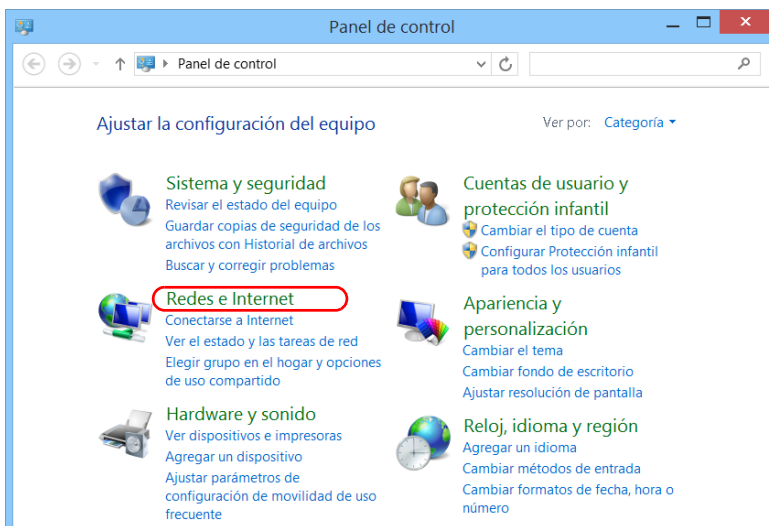 Panel de control
Panel de control
Ajustar la configuración del equipo
Ver por: Categoría
Sistema y seguridad
Revisar el estado del equipo
Guardar copias de seguridad de los
archivos con Historial de archivos
Buscar y corregir problemas
Redes e Internet
Conectarse a Internet
Ver el estado y las tareas de red
Elegir grupo en el hogar y opciones
de uso compartido
Hardware y sonido
Ver dispositivos e impresoras
Agregar un dispositivo
Ajustar parámetros de
configuración de movilidad de uso
frecuente
Cuentas de usuario y
protección infantil
Cambiar el tipo de cuenta
Configurar Protección infantil
para todos los usuarios
Apariencia y
personalización
Cambiar el tema
Cambiar fondo de escritorio
Ajustar resolución de pantalla
Reloj, idioma y región
Agregar un idioma
Cambiar métodos de entrada
Cambiar formatos de fecha, hora o
número